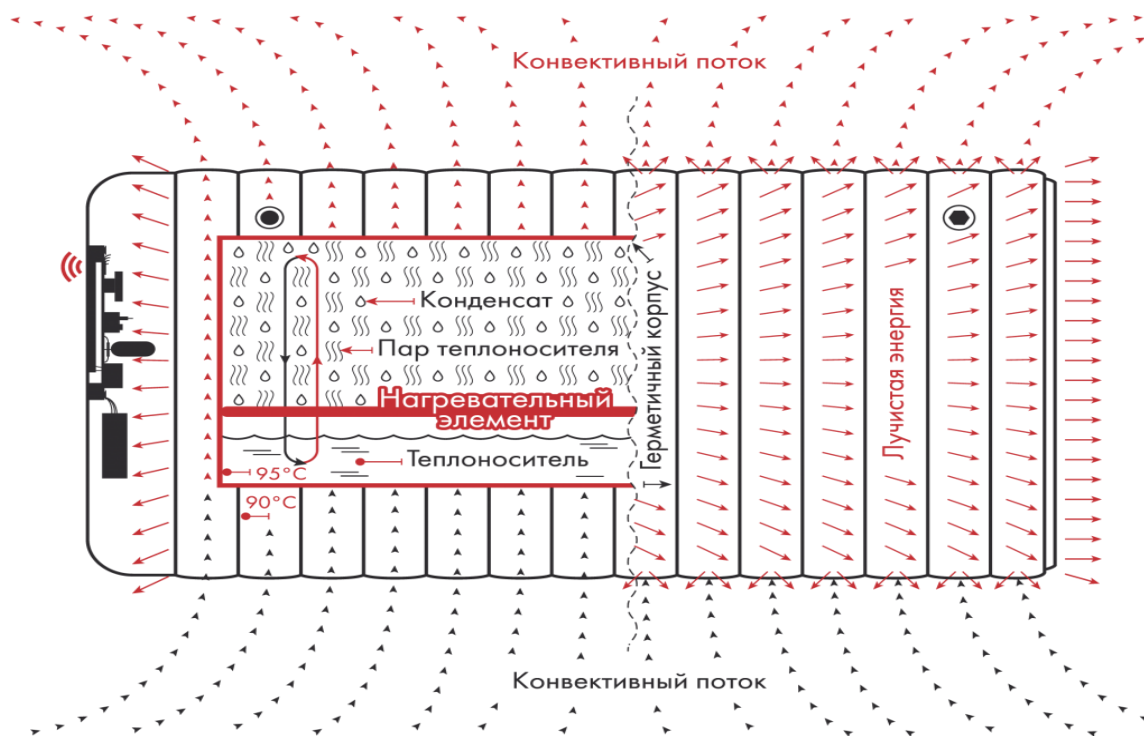 Конвективный поток
Конденсат
Пар теплоносителя
Нагревательный
элемент
Теплоноситель
95°C
90°C
Герметичный корпус
Лучистая энергия
Конвективный поток